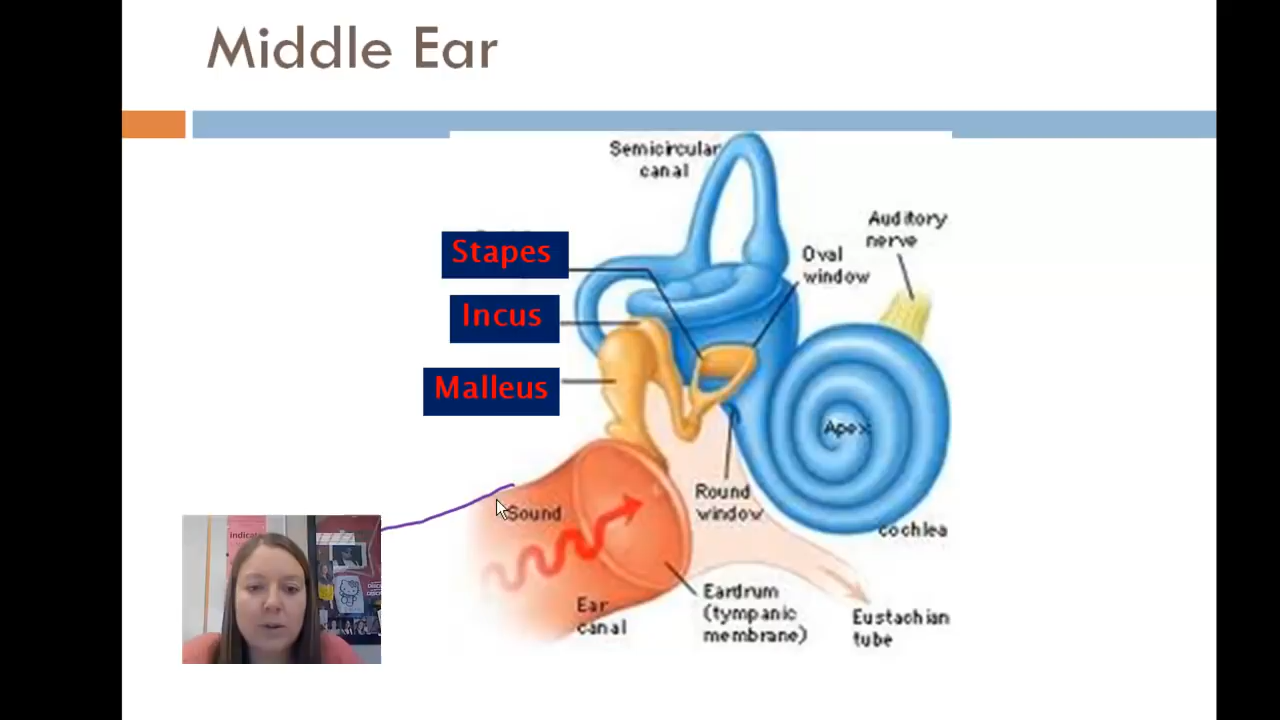 Middle Ear
Semicircular
canal
Auditory
nerve
Stapes
Oval
window
Incus
Malleus
Apex
Round
window
Sound
cochlea
indicate
Eardrum
(tympanic
membrane)
Ear
canal
Eustachian
tube